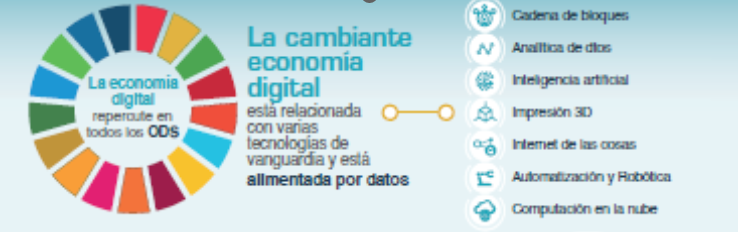 La economía
digital
repercute en
todos los ODS
La cambiante
economía
digital
está relacionada
con varias
tecnologías de
vanguardia y está
alimentada por datos
Cadena de bloques
Analítica de dtos
Inteligencia artificial
Impresión 3D
Internet de las cosas
Automatización y Robótica
Computación en la nube